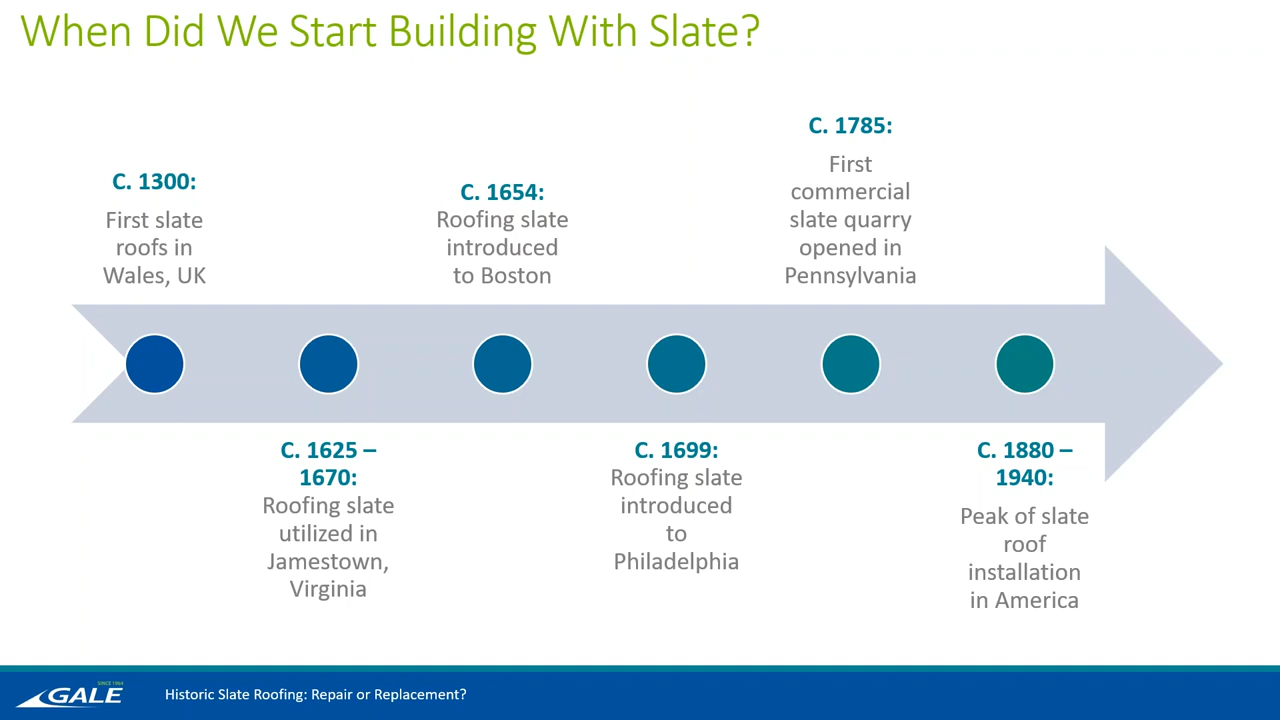 When Did We Start Building With Slate?
C. 1300:
First slate
roofs in
Wales, UK
C. 1625 –
1670:
Roofing slate
utilized in
Jamestown,
Virginia
C. 1654:
Roofing slate
introduced
to Boston
C. 1699:
Roofing slate
introduced
to
Philadelphia
C. 1785:
First
commercial
slate quarry
opened in
Pennsylvania
C. 1880 –
1940:
Peak of slate
roof
installation
in America
SINCE 1964
GALE
Historic Slate Roofing: Repair or Replacement?